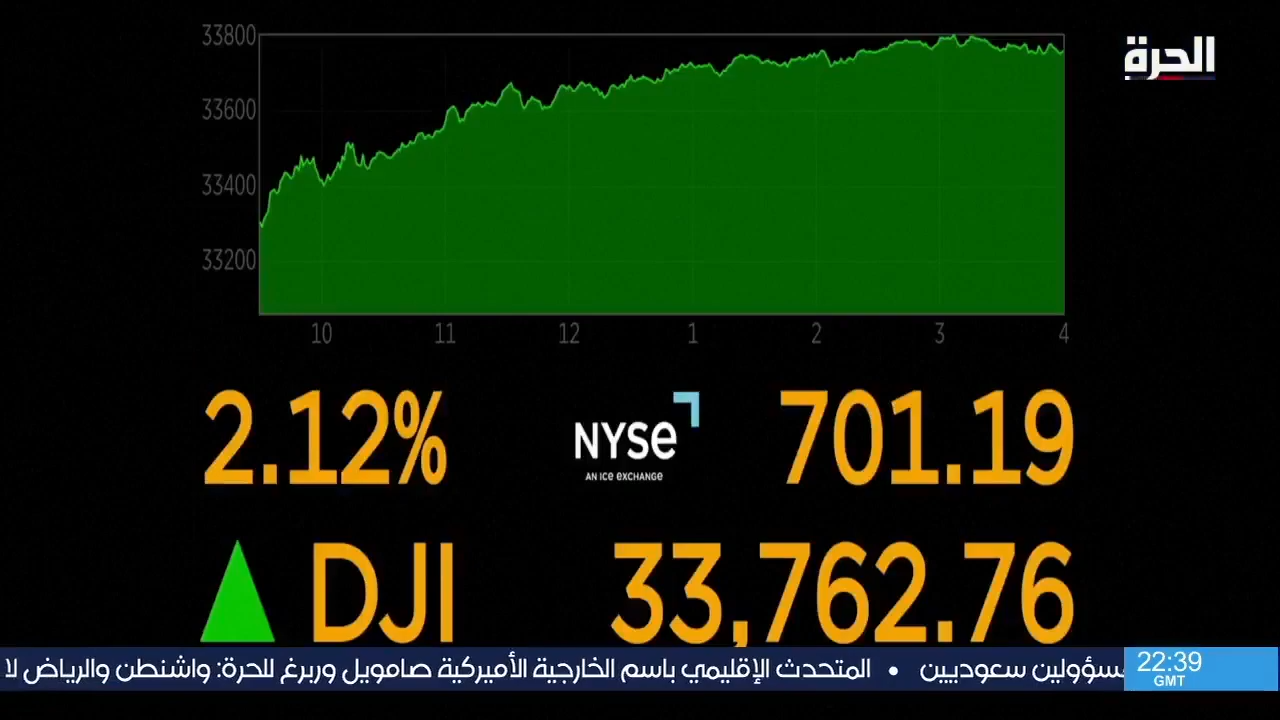 33800
الحرة
33600
33400
33200
10 11 12 1 2 3 4
2.12% NYSE 701.19
AN ICE EXCHANGE
DJI 33,762.76
مسؤولين سعوديين • المتحدث الإقليمي باسم الخارجية الأميركية صامويل وربرغ للحرة: واشنطن والرياض لا
22:39
GMT